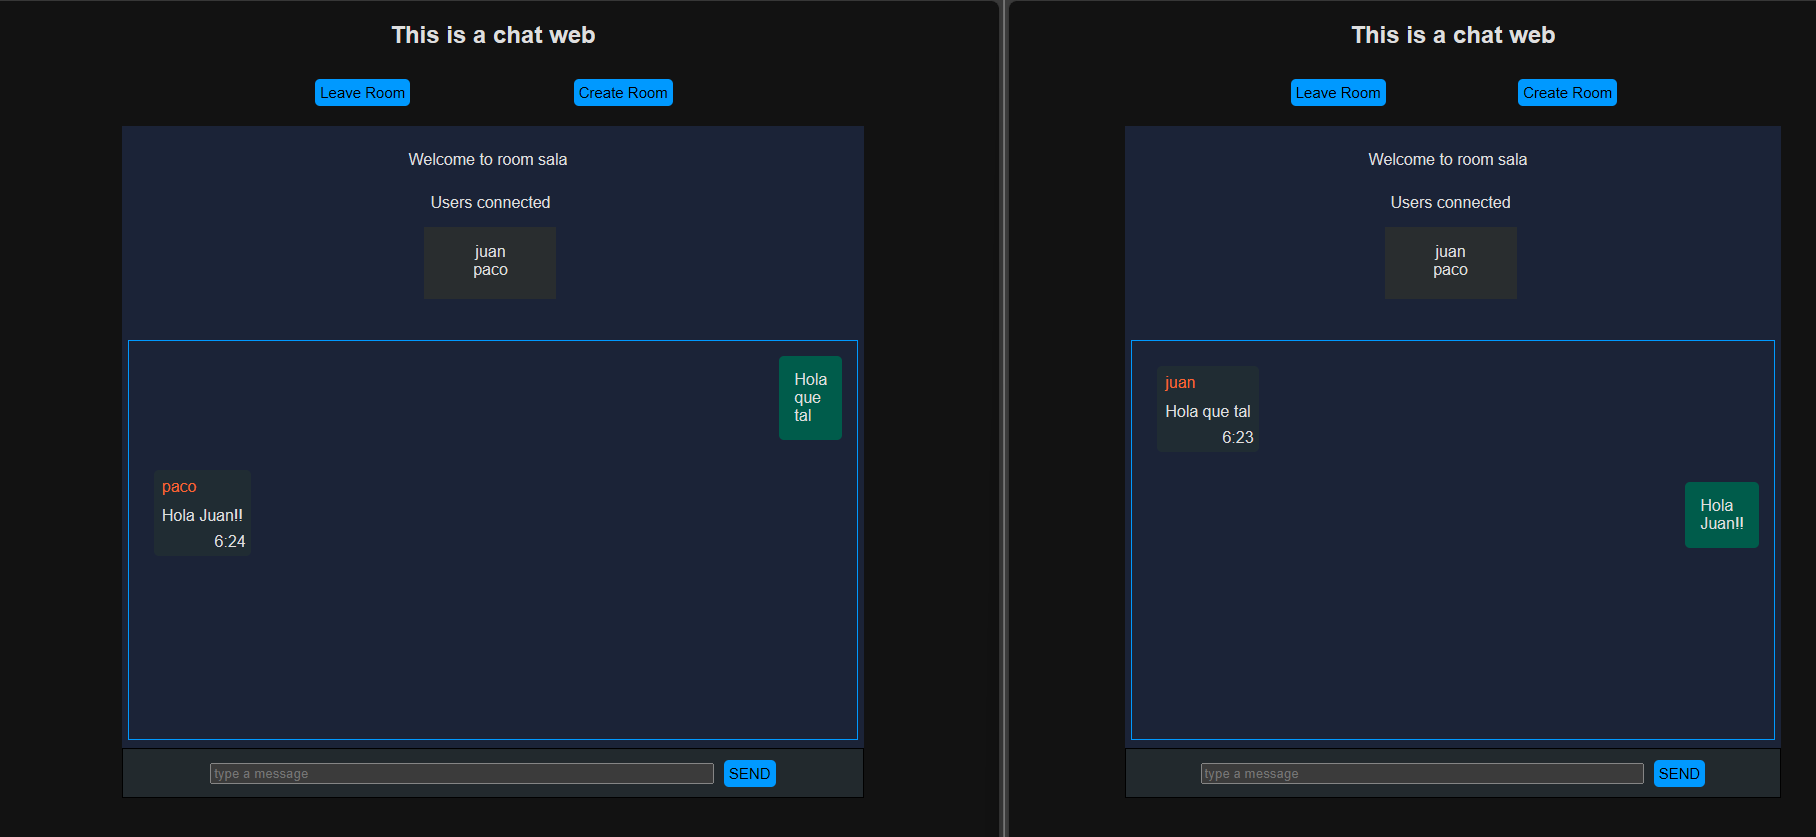 This is a chat web
Leave Room
Create Room
Welcome to room sala
Users connected
juan
paco
Hola
que
tal
paco
Hola Juan!!
6:24
type a message
SEND
This is a chat web
Leave Room
Create Room
Welcome to room sala
Users connected
juan
paco
juan
Hola que tal
6:23
Hola
Juan!!
type a message
SEND